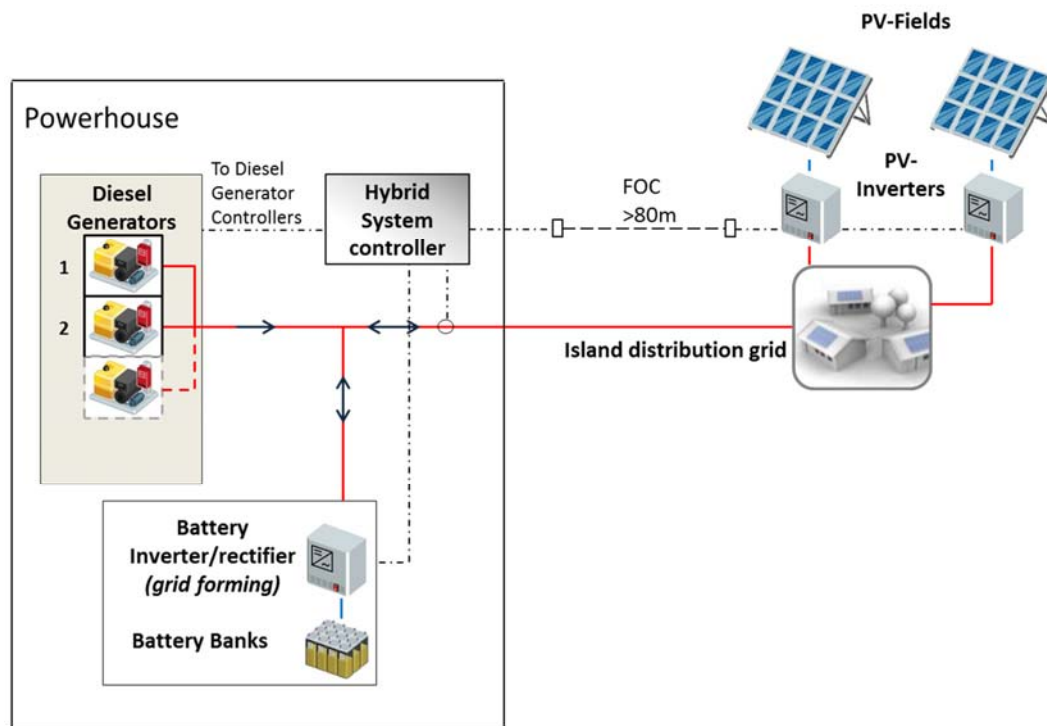 PV-Fields
Powerhouse
To Diesel
Generator
Controllers
Diesel
Generators
Hybrid
System
controller
FOC
>80m
PV-
Inverters
1
2
Island distribution grid
Battery
Inverter/rectifier
(grid forming)
Battery Banks